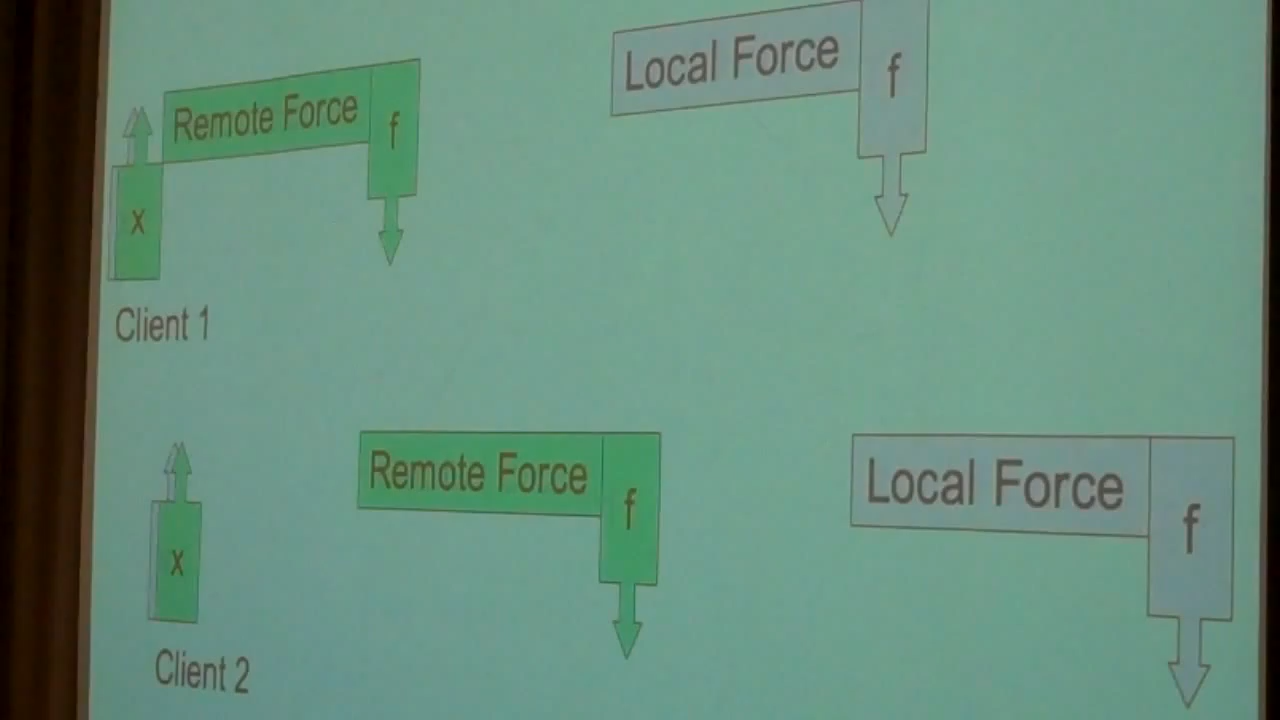 Remote Force
f
Local Force
f
x
Client 1
Remote Force
f
Local Force
f
x
Client 2